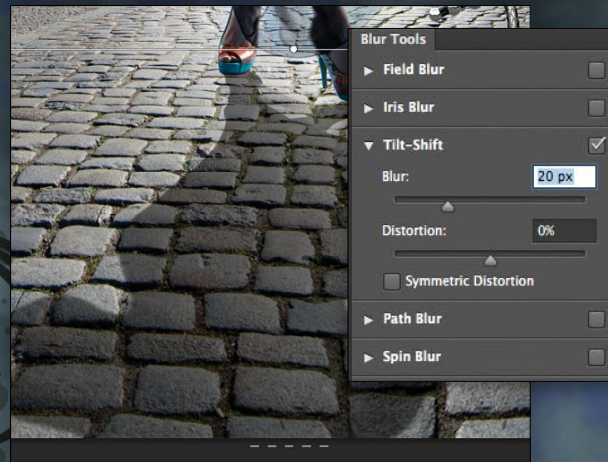 Blur Tools
Field Blur
Iris Blur
Tilt-Shift
Blur: 20 px
Distortion: 0%
Symmetric Distortion
Path Blur
Spin Blur